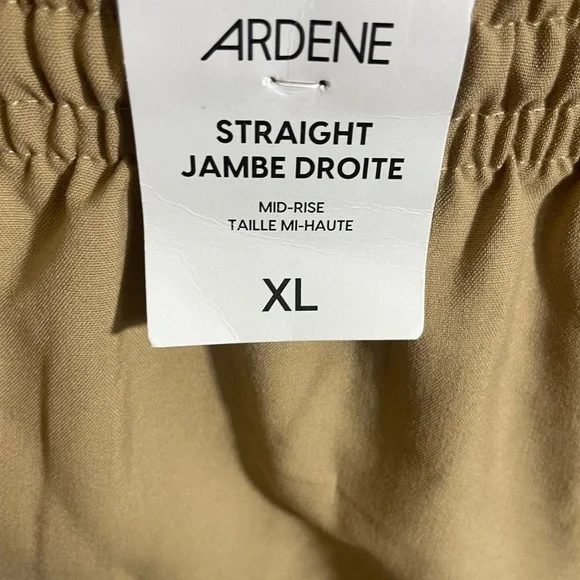 ARDENE
STRAIGHT
JAMBE DROITE
MID-RISE
TAILLE MI-HAUTE
XL